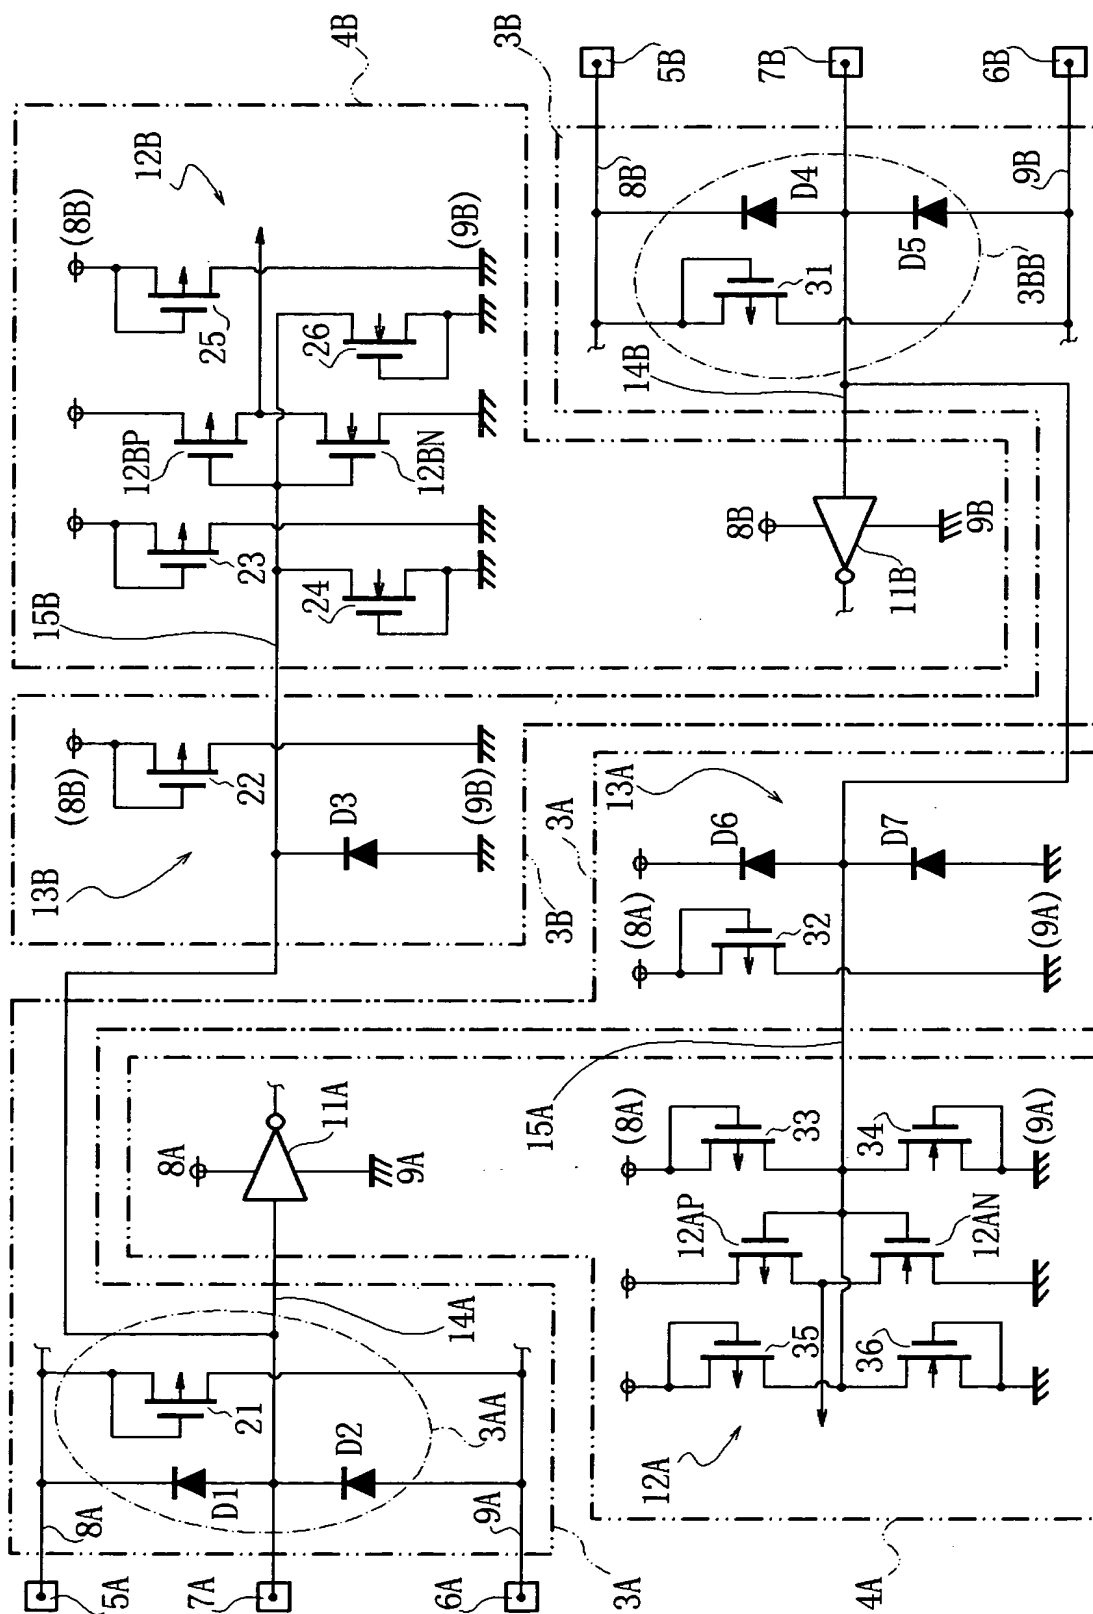 4B
3B
5B
7B
6B
12B
(8B)
(9B)
25
26
12BP
12BN
23
24
15B
8B
D4
9B
D5
31
3BB
14B
8B
9B
11B
(8B)
22
D3
(9B)
13B
3B
3A
13A
D6
D7
(8A)
32
(9A)
15A
8A
11A
9A
14A
(8A)
33
34
(9A)
12AP
12AN
35
36
12A
21
3AA
D1
D2
8A
9A
5A
7A
6A
3A
4A